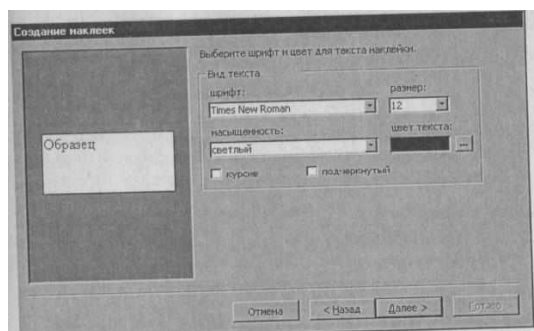 Создание наклеек
Выберите шрифт и цвет для текста наклейки.
Вид текста
шрифт:
размер:
Times New Roman
12
насыщенность:
цвет текста:
светлый
...
курсив
подчеркнутый
Образец
Отмена
< Назад
Далее >
Готово